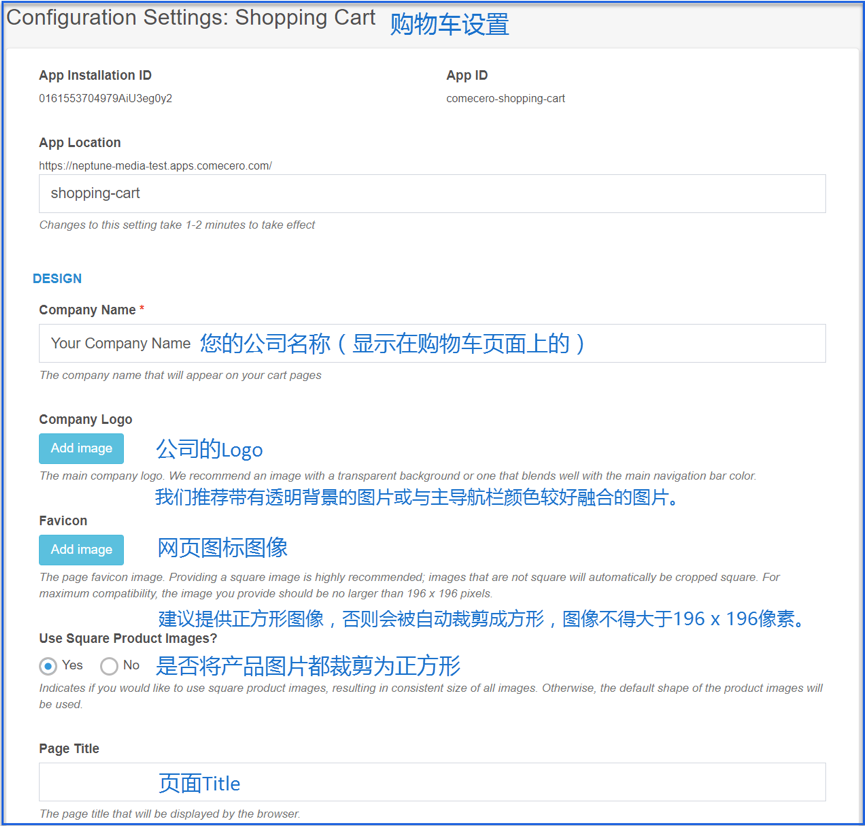 Configuration Settings: Shopping Cart 购物车设置
App Installation ID App ID
0161553704979AiU3eg0y2 comecero-shopping-cart
App Location
https://neptune-media-test.apps.comecero.com/
shopping-cart
Changes to this setting take 1-2 minutes to take effect
DESIGN
Company Name *
Your Company Name 您的公司名称（显示在购物车页面上的）
The company name that will appear on your cart pages
Company Logo
Add image 公司的Logo
The main company logo. We recommend an image with a transparent background or one that blends well with the main navigation bar color.
我们推荐带有透明背景的图片或与主导航栏颜色较好融合的图片。
Favicon
Add image 网页图标图像
The page favicon image. Providing a square image is highly recommended; images that are not square will automatically be cropped square. For
maximum compatibility, the image you provide should be no larger than 196 x 196 pixels.
建议提供正方形图像，否则会被自动裁剪成方形，图像不得大于196 x 196像素。
Use Square Product Images?
Yes No 是否将产品图片都裁剪为正方形
Indicates if you would like to use square product images, resulting in consistent size of all images. Otherwise, the default shape of the product images will
be used.
Page Title
页面Title
The page title that will be displayed by the browser.